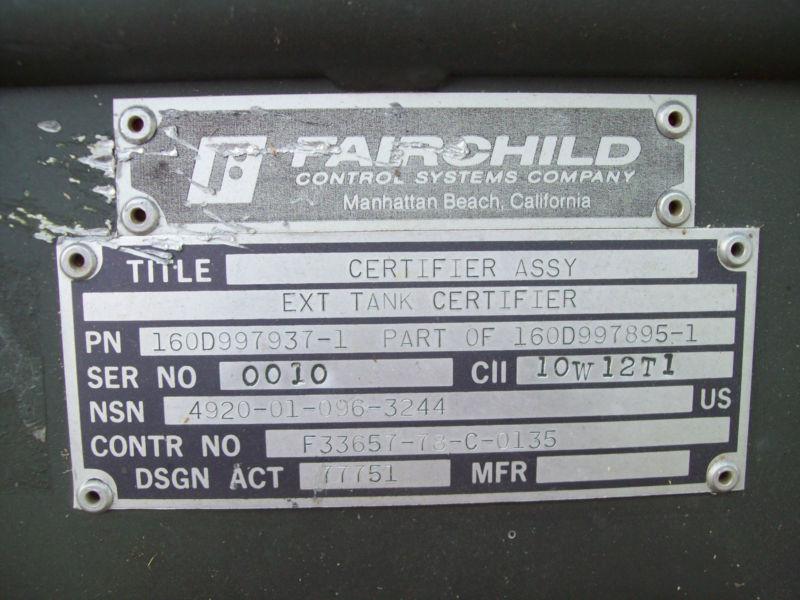 FAIRCHILD
CONTROL SYSTEMS COMPANY
Manhattan Beach, California
TITLE CERTIFIER ASSY
EXT TANK CERTIFIER
PN 160D997937-1 PART OF 160D997895-1
SER NO 0010 CII 10W12T1
NSN 4920-01-096-3244 US
CONTR NO F33657-78-C-0135
DSGN ACT 77751 MFR